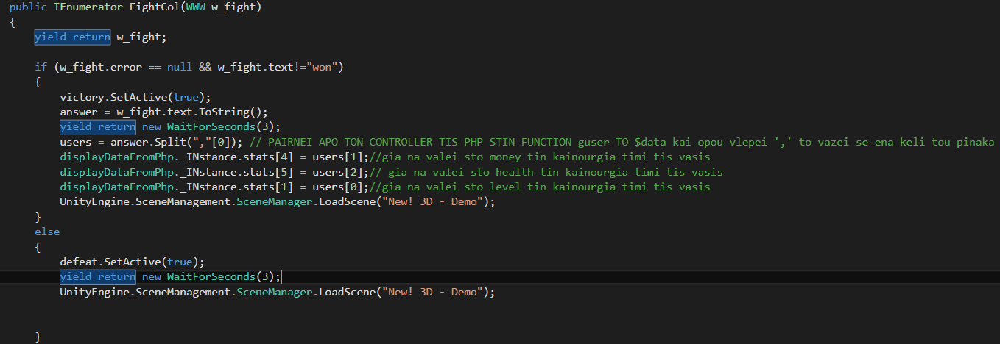 public IEnumerator FightCol(WWW w_fight)
{
yield return w_fight;
if (w_fight.error == null && w_fight.text!="won")
{
victory.SetActive(true);
answer = w_fight.text.ToString();
yield return new WaitForSeconds(3);
users = answer.Split(","[0]); // PAIRNEI APO TON CONTROLLER TIS PHP STIN FUNCTION guser TO $data kai opou vlepei ',' to vazei se ena keli tou pinaka
displayDataFromPhp._INstance.stats[4] = users[1];//gia na valei sto money tin kainourgia timi tis vasis
displayDataFromPhp._INstance.stats[5] = users[2];// gia na valei sto health tin kainourgia timi tis vasis
displayDataFromPhp._INstance.stats[1] = users[0];//gia na valei sto level tin kainourgia timi tis vasis
UnityEngine.SceneManagement.SceneManager.LoadScene("New! 3D - Demo");
}
else
{
defeat.SetActive(true);
yield return new WaitForSeconds(3);
UnityEngine.SceneManagement.SceneManager.LoadScene("New! 3D - Demo");
}